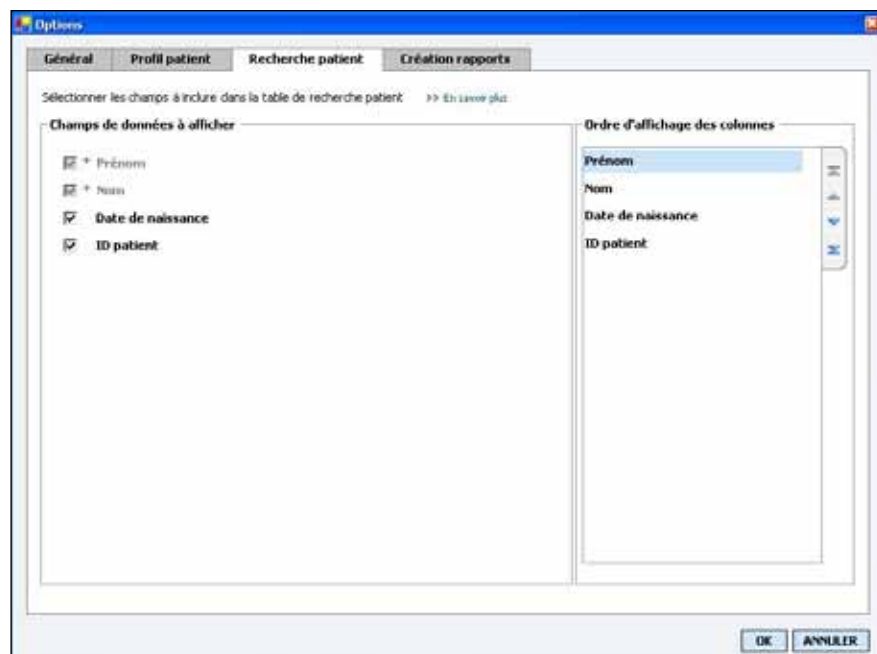 Options
Général
Profil patient
Recherche patient
Création rapports
Sélectionner les champs à inclure dans la table de recherche patient >> En savoir plus
Champs de données à afficher
* Prénom
* Nom
Date de naissance
ID patient
Ordre d'affichage des colonnes
Prénom
Nom
Date de naissance
ID patient
OK
ANNULER